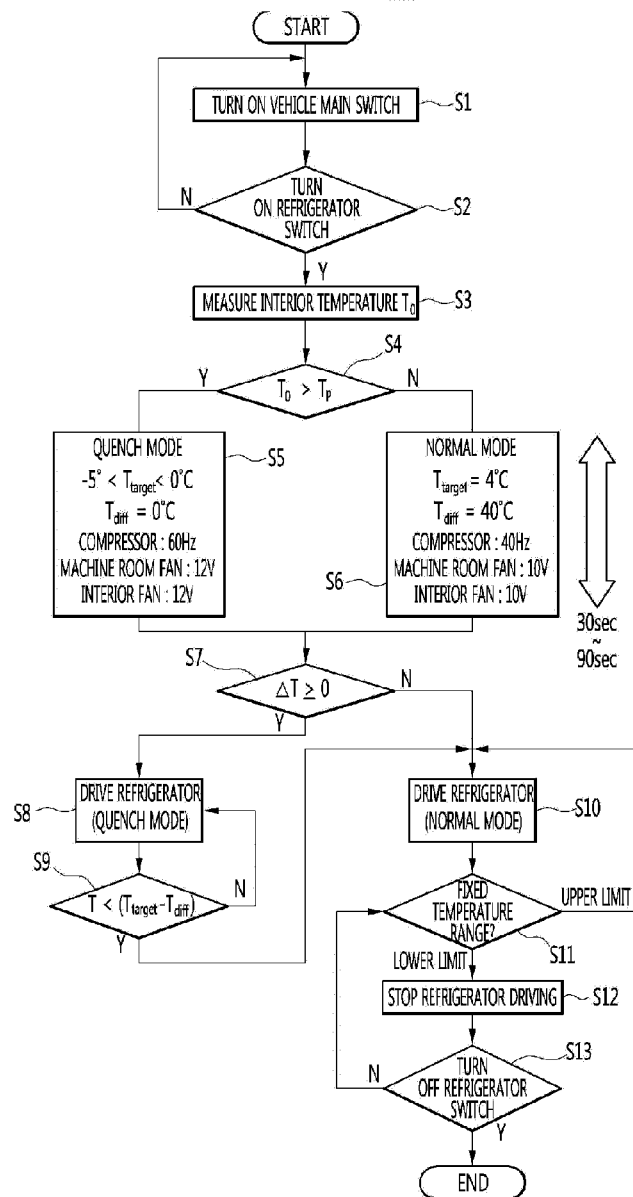 START
TURN ON VEHICLE MAIN SWITCH
S1
N
TURN
ON REFRIGERATOR
SWITCH
S2
Y
MEASURE INTERIOR TEMPERATURE T0
S3
S4
Y
T0 > TP
N
QUENCH MODE
-5° < Ttarget< 0°C
Tdiff = 0°C
COMPRESSOR : 60Hz
MACHINE ROOM FAN : 12V
INTERIOR FAN : 12V
S5
NORMAL MODE
Ttarget = 4°C
Tdiff = 40°C
COMPRESSOR : 40Hz
MACHINE ROOM FAN : 10V
INTERIOR FAN : 10V
S6
30sec
~
90sec
S7
ΔT ≥ 0
N
Y
S8
DRIVE REFRIGERATOR
(QUENCH MODE)
DRIVE REFRIGERATOR
(NORMAL MODE)
S10
S9
T < (Ttarget-Tdiff)
N
Y
FIXED
TEMPERATURE
RANGE?
UPPER LIMIT
S11
LOWER LIMIT
STOP REFRIGERATOR DRIVING
S12
S13
N
TURN
OFF REFRIGERATOR
SWITCH
Y
END